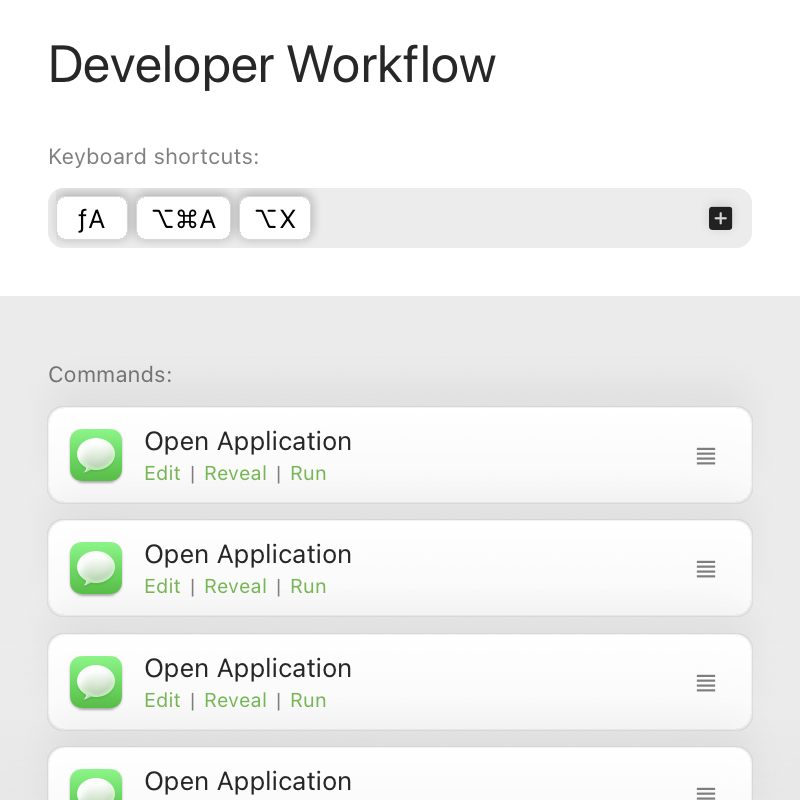 Developer Workflow
Keyboard shortcuts:
ƒA ⌥⌘A ⌥X
Commands:
Open Application
Edit | Reveal | Run
Open Application
Edit | Reveal | Run
Open Application
Edit | Reveal | Run
Open Application